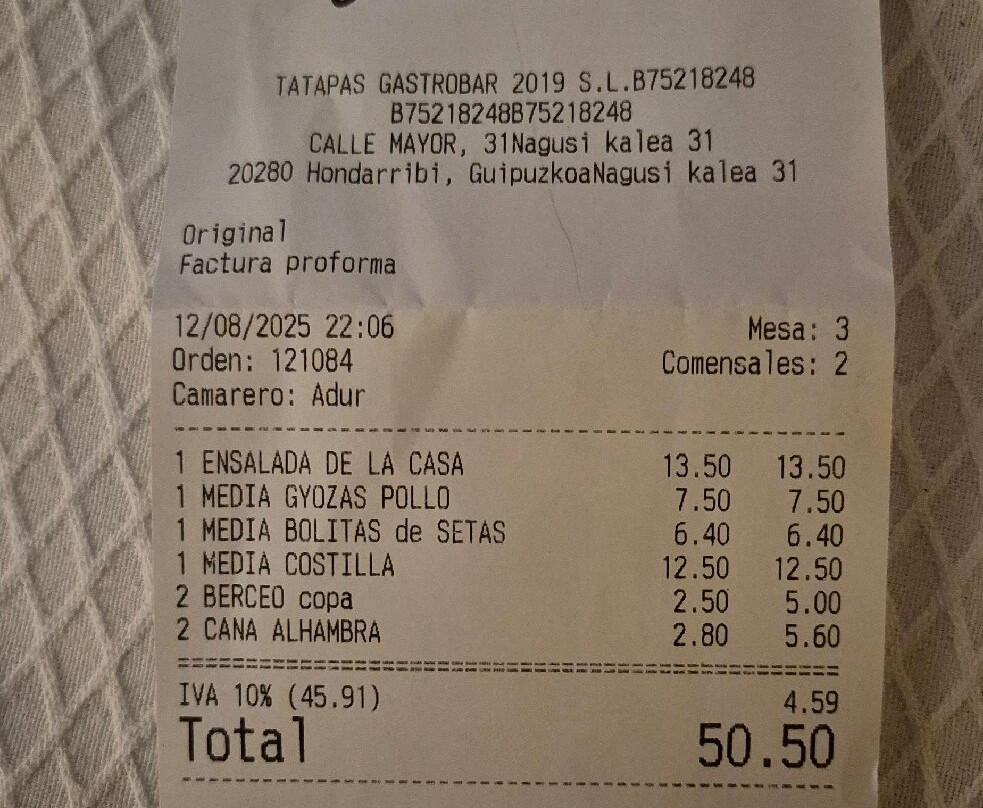 TATAPAS GASTROBAR 2019 S.L.B75218248
B75218248B75218248
CALLE MAYOR, 31Nagusi kalea 31
20280 Hondarribi, GuipuzkoaNagusi kalea 31
Original
Factura proforma
12/08/2025 22:06 Mesa: 3
Orden: 121084 Comensales: 2
Camarero: Adur
1 ENSALADA DE LA CASA 13.50 13.50
1 MEDIA GYOZAS POLLO 7.50 7.50
1 MEDIA BOLITAS de SETAS 6.40 6.40
1 MEDIA COSTILLA 12.50 12.50
2 BERCEO copa 2.50 5.00
2 CANA ALHAMBRA 2.80 5.60
IVA 10% (45.91) 4.59
Total 50.50